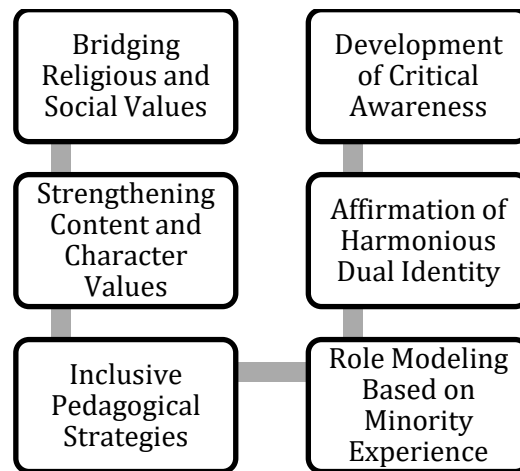 Bridging
Religious and
Social Values
Strengthening
Content and
Character
Values
Inclusive
Pedagogical
Strategies
Role Modeling
Based on
Minority
Experience
Affirmation of
Harmonious
Dual Identity
Development
of Critical
Awareness